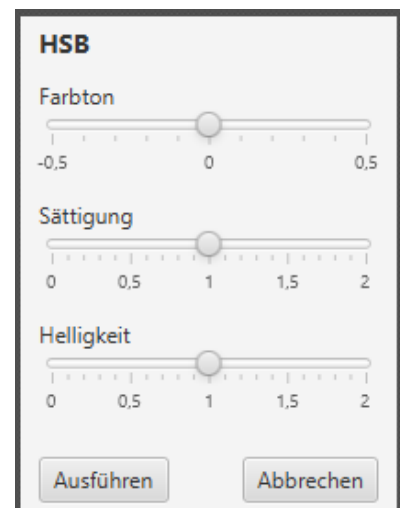 HSB
Farbton
-0,5 0 0,5
Sättigung
0 0,5 1 1,5 2
Helligkeit
0 0,5 1 1,5 2
Ausführen Abbrechen